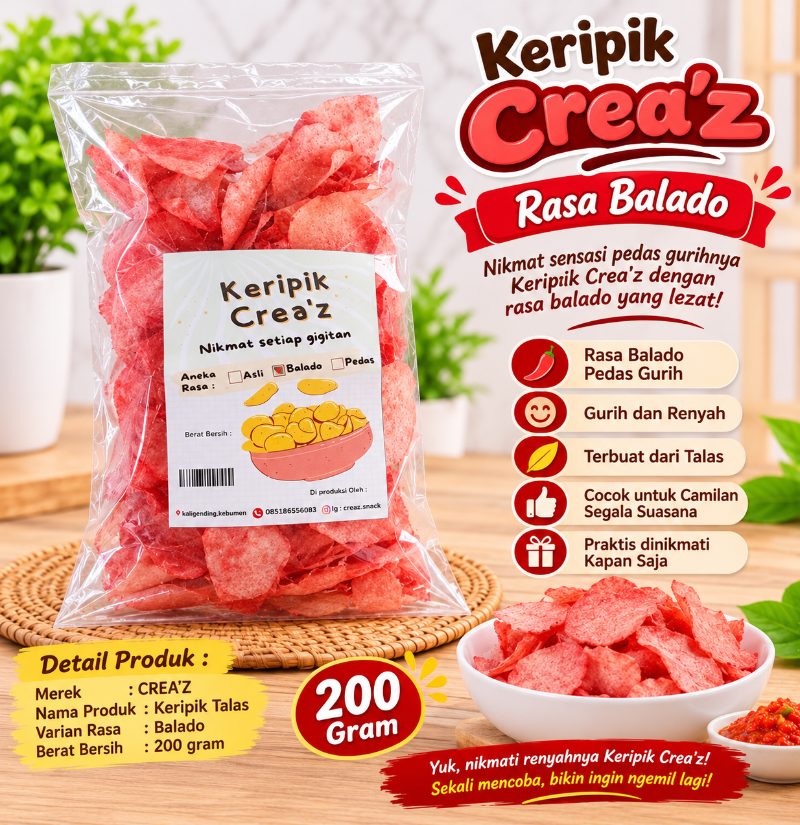 Keripik
Crea'z
Rasa Balado
Nikmat sensasi pedas gurihnya
Keripiik Crea'z dengan
rasa balado yang lezat!
Rasa Balado
Pedas Gurih
Gurih dan Renyah
Terbuat dari Talas
Cocok untuk Camilan
Segala Suasana
Praktis dinikmati
Kapan Saja
Keripik
Crea'z
Nikmat setiap gigitan
Aneka
Rasa :
Asli
Balado
Pedas
Berat Bersih :
Di produksi Oleh :
kaligending,kebumen
085186556083
Ig : creaz.snack
Detail Produk :
Merek : CREA'Z
Nama Produk : Keripik Talas
Varian Rasa : Balado
Berat Bersih : 200 gram
200
Gram
Yuk, nikmati renyahnya Keripik Crea'z!
Sekali mencoba, bikin ingin ngemil lagi!